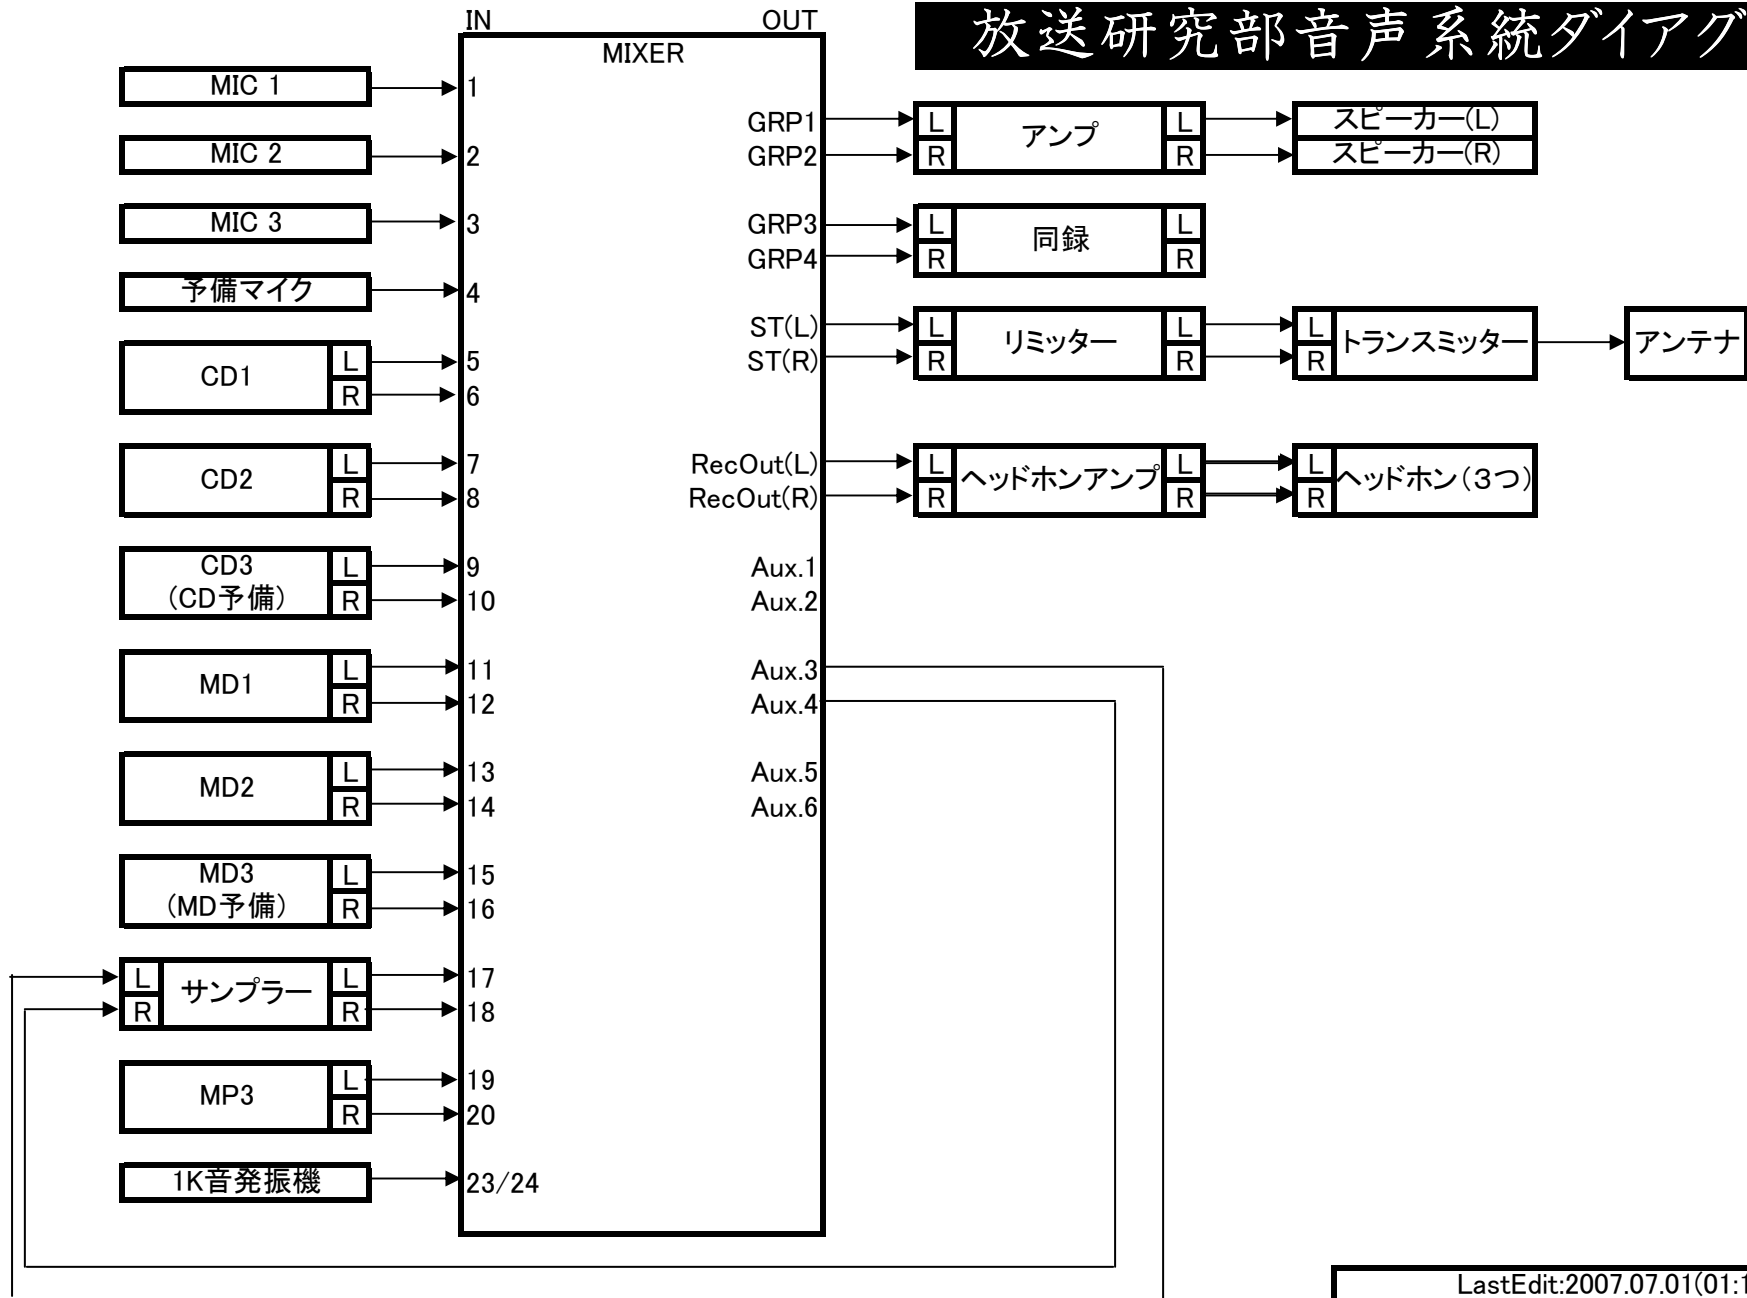 放送研究部音声系統ダイアグ
IN
OUT
MIXER
MIC 1
1
MIC 2
2
MIC 3
3
予備マイク
4
CD1
L
R
5
6
CD2
L
R
7
8
CD3
(CD予備)
L
R
9
10
MD1
L
R
11
12
MD2
L
R
13
14
MD3
(MD予備)
L
R
15
16
L
R
サンプラー
L
R
17
18
MP3
L
R
19
20
1K音発振機
23/24
GRP1
GRP2
L
R
アンプ
L
R
スピーカー(L)
スピーカー(R)
GRP3
GRP4
L
R
同録
L
R
ST(L)
ST(R)
L
R
リミッター
L
R
L
R
トランスミッター
アンテナ
RecOut(L)
RecOut(R)
L
R
ヘッドホンアンプ
L
R
L
R
ヘッドホン（３つ）
Aux.1
Aux.2
Aux.3
Aux.4
Aux.5
Aux.6
LastEdit:2007.07.01(01:1